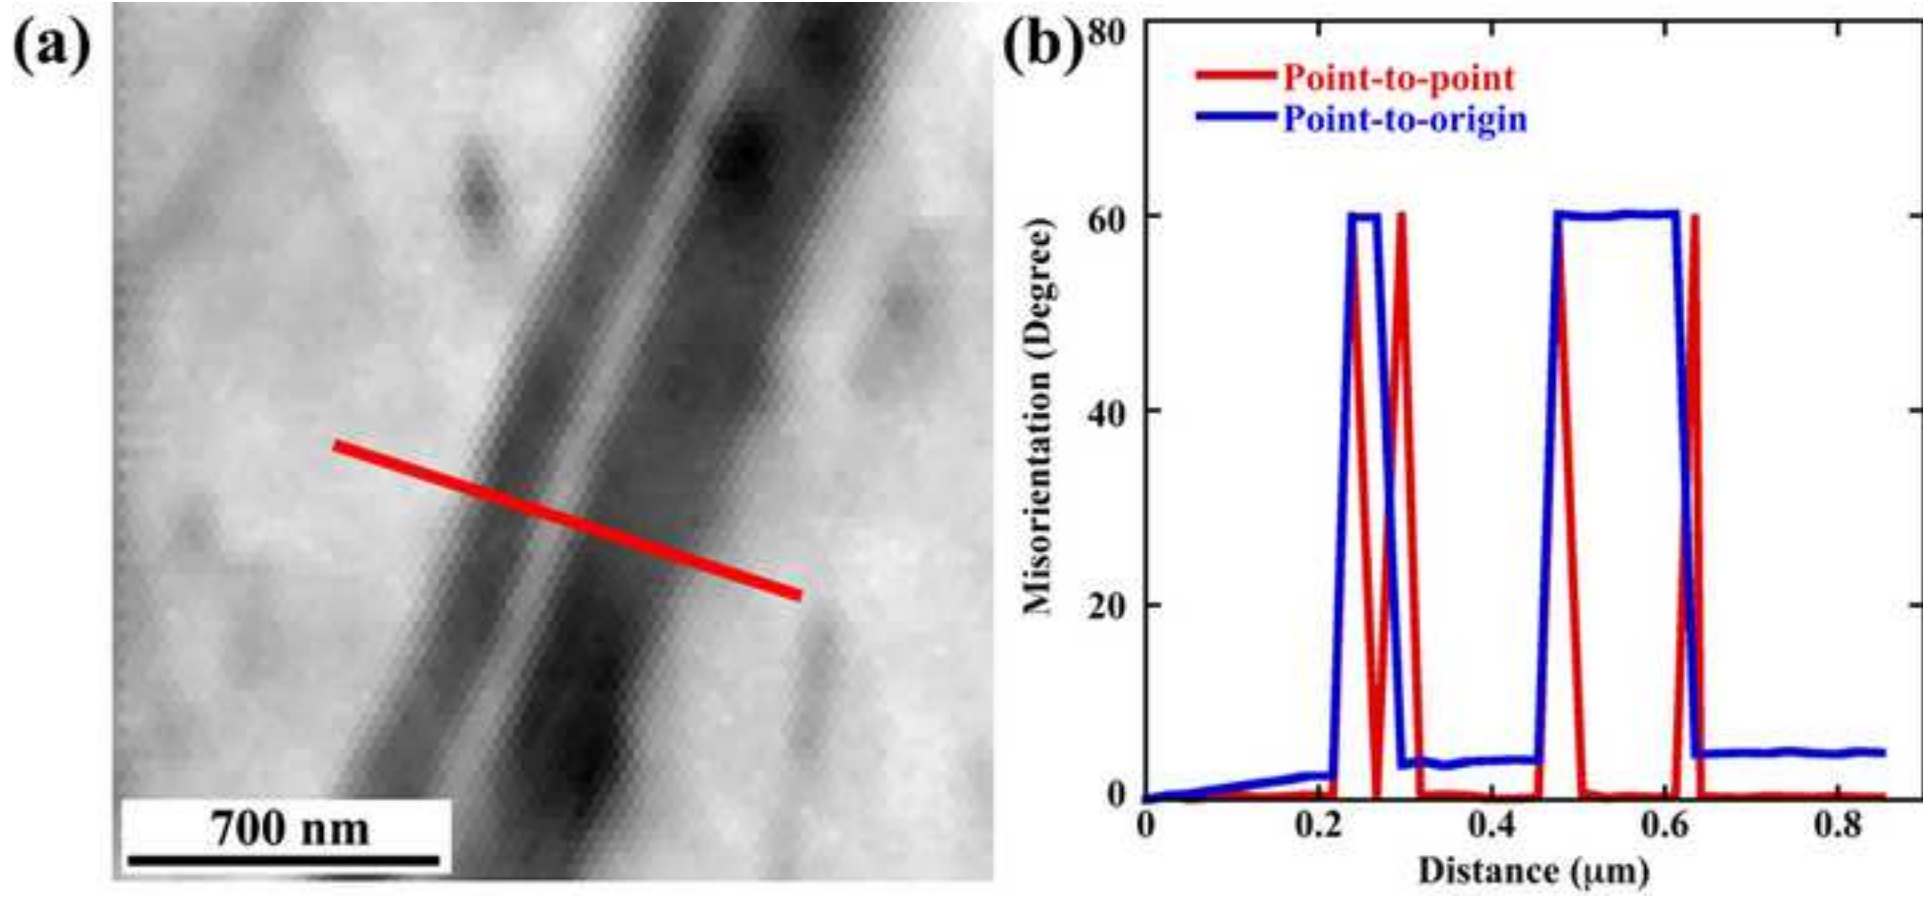 (a)
700 nm
(b)
80
60
40
20
0
Misorientation (Degree)
Point-to-point
Point-to-origin
0 0.2 0.4 0.6 0.8
Distance (μm)